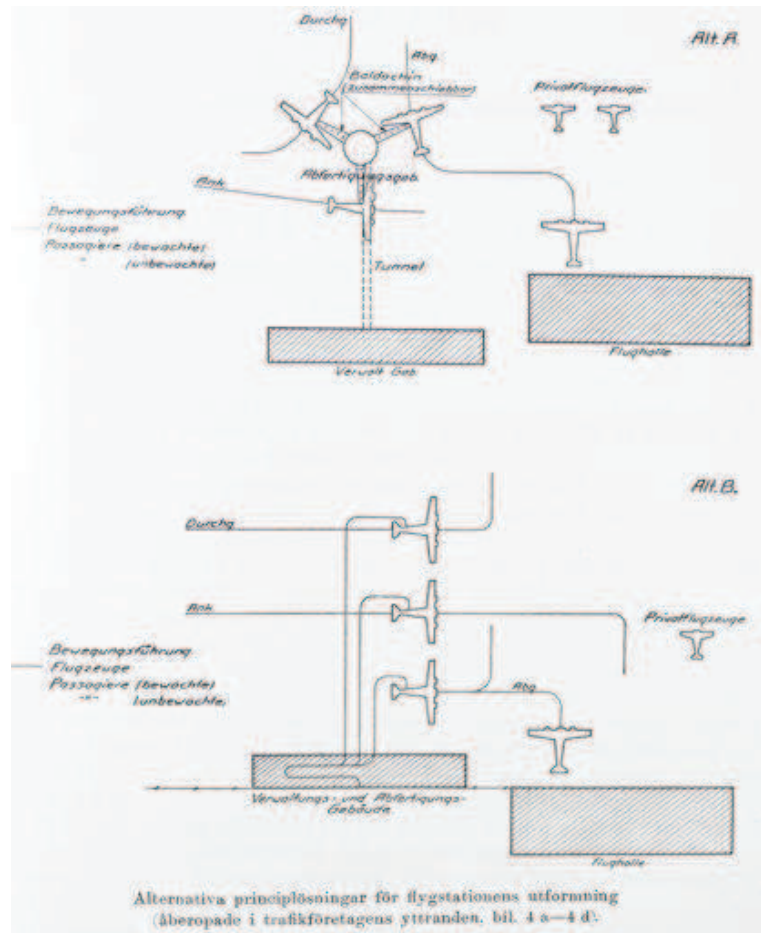 Durchg
Alt. A.
Abg
Baldachin
(zusammenschiebbar)
Privatflugzeuge.
Abfertigungsgeb.
Ank
Bewegungsführung
Flugzeuge
Passagiere (bewachte)
" (unbewachte)
Tunnel
Flughalle
Verwalt Geb.
Alt. B.
Durchg
Ank
Privatflugzeuge
Bewegungsführung
Flugzeuge
Passagiere (bewachte)
-"- (unbewachte)
Abg
Verwaltungs- und Abfertigungs-
Gebäude
Flughalle
Alternativa principlösningar för flygstationens utformning
(åberopade i trafikföretagens yttranden, bil. 4 a—4 d).